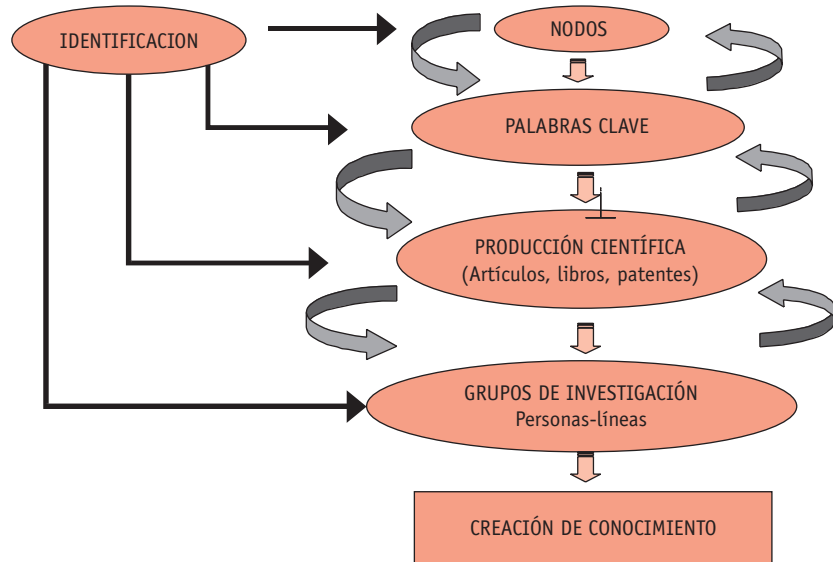 IDENTIFICACION
NODOS
PALABRAS CLAVE
PRODUCCIÓN CIENTÍFICA
(Artículos, libros, patentes)
GRUPOS DE INVESTIGACIÓN
Personas-líneas
CREACIÓN DE CONOCIMIENTO